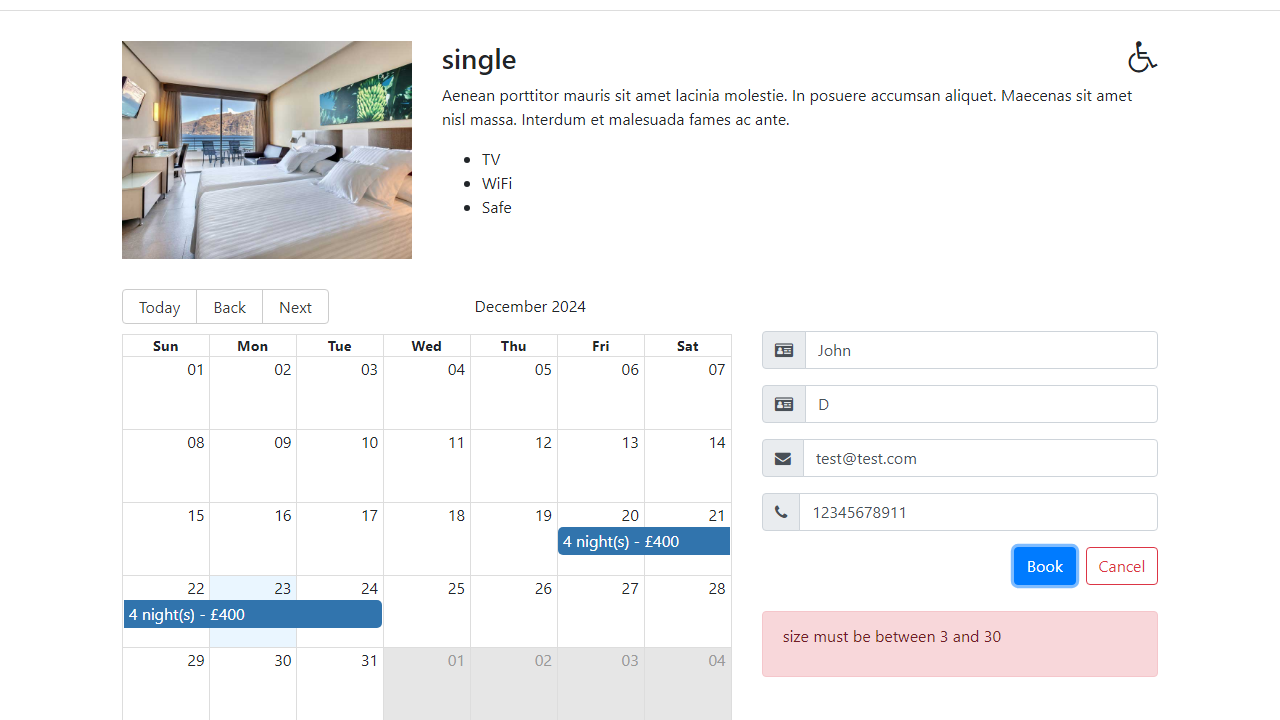 single
Aenean porttitor mauris sit amet lacinia molestie. In posuere accumsan aliquet. Maecenas sit amet
nisl massa. Interdum et malesuada fames ac ante.
TV
WiFi
Safe
Today Back Next December 2024
Sun Mon Tue Wed Thu Fri Sat
01 02 03 04 05 06 07
08 09 10 11 12 13 14
15 16 17 18 19 20 21
4 night(s) - £400
22 23 24 25 26 27 28
4 night(s) - £400
29 30 31 01 02 03 04
John
D
test@test.com
12345678911
Book Cancel
size must be between 3 and 30